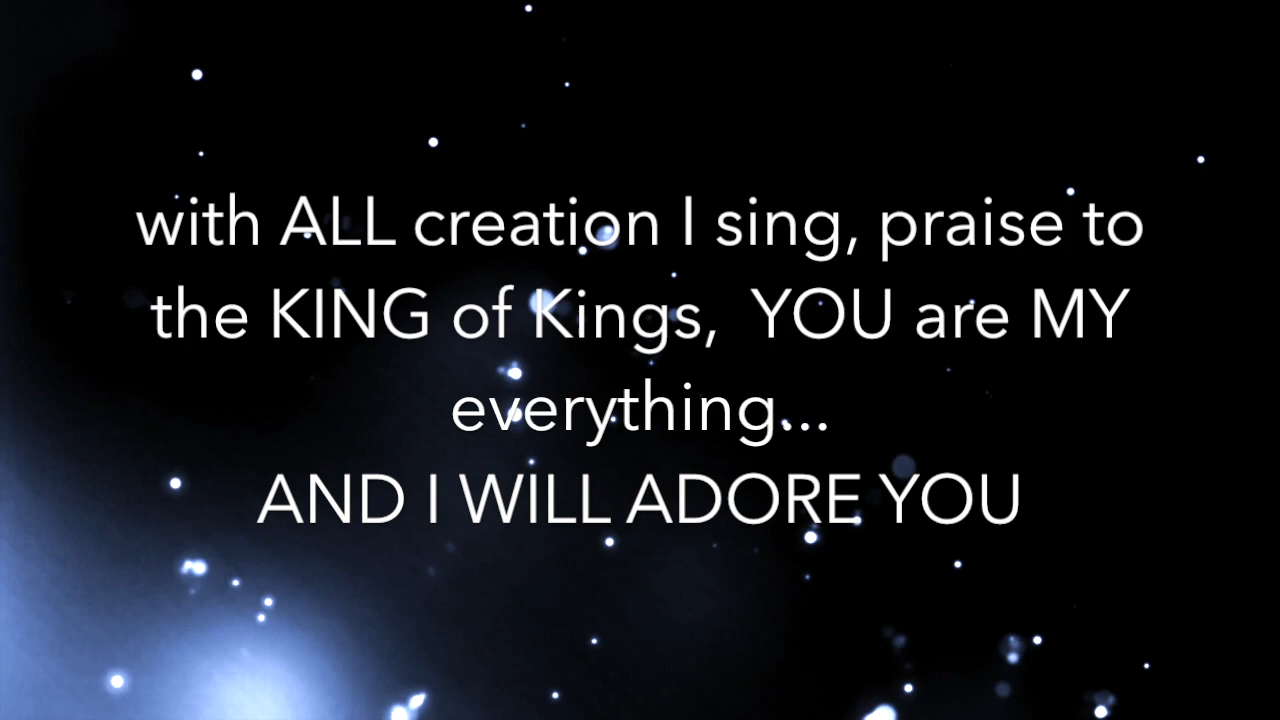 with ALL creation I sing, praise to
the KING of Kings,  YOU are MY
everything...
AND I WILL ADORE YOU